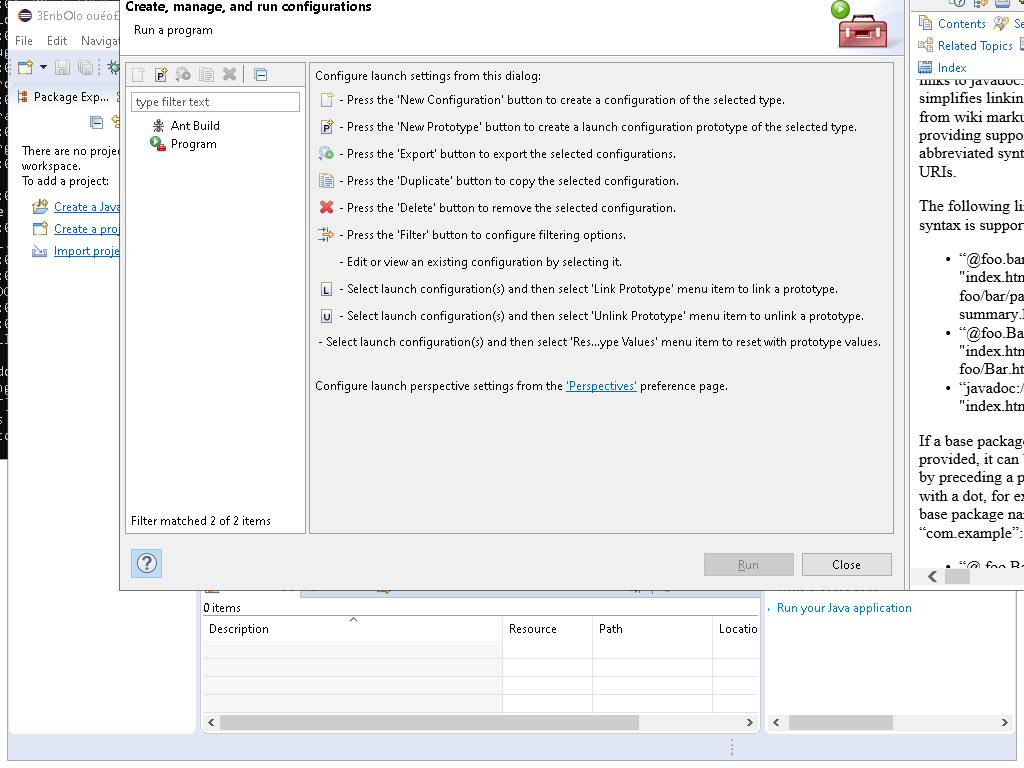 Create, manage, and run configurations
Run a program
File Edit Naviga
Package Exp...
There are no proje
workspace.
To add a project:
Create a Java
Create a proj
Import proje
type filter text
Ant Build
Program
Filter matched 2 of 2 items
Configure launch settings from this dialog:
- Press the 'New Configuration' button to create a configuration of the selected type.
- Press the 'New Prototype' button to create a launch configuration prototype of the selected type.
- Press the 'Export' button to export the selected configurations.
- Press the 'Duplicate' button to copy the selected configuration.
- Press the 'Delete' button to remove the selected configuration.
- Press the 'Filter' button to configure filtering options.
- Edit or view an existing configuration by selecting it.
- Select launch configuration(s) and then select 'Link Prototype' menu item to link a prototype.
- Select launch configuration(s) and then select 'Unlink Prototype' menu item to unlink a prototype.
- Select launch configuration(s) and then select 'Res...ype Values' menu item to reset with prototype values.
Configure launch perspective settings from the 'Perspectives' preference page.
Run
Close
Contents Se
Related Topics
Index
links to javadoc.
simplifies linkin
from wiki marku
providing suppo
abbreviated synt
URIs.
The following li
syntax is suppor
• “@foo.bar
"index.htm
foo/bar/pa
summary.l
• “@foo.Ba
"index.htm
foo/Bar.ht
• “javadoc:/
"index.htm
If a base package
provided, it can
by preceding a p
with a dot, for ex
base package nam
“com.example”:
• “@.foo.Ba
0 items
Description Resource Path Locatio
Run your Java application